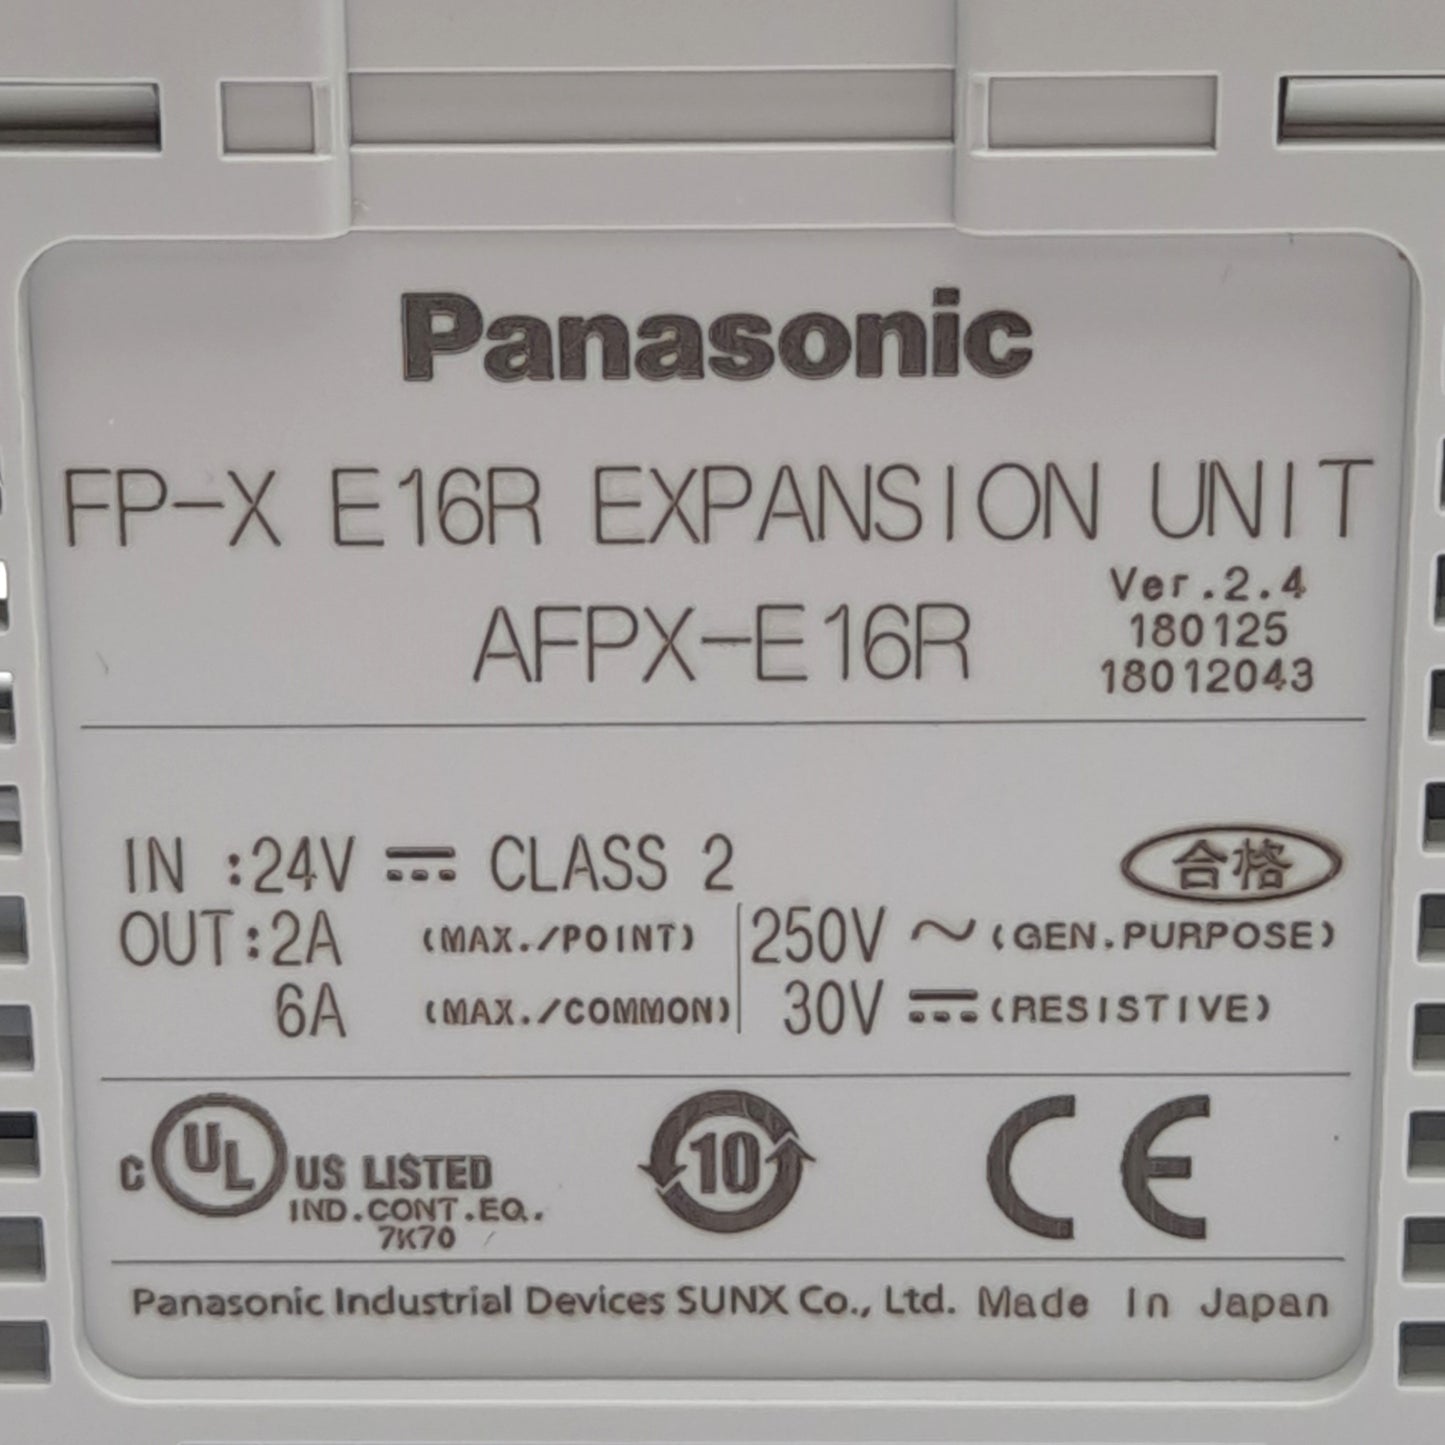 Panasonic
FP-X E16R EXPANSION UNIT
AFPX-E16R
Ver.2.4
180125
18012043
IN :24V ⎓ CLASS 2
合格
OUT:2A (MAX./POINT) 250V ~ (GEN.PURPOSE)
6A (MAX./COMMON) 30V ⎓ (RESISTIVE)
C UL US LISTED
IND.CONT.EQ.
7K70
10
CE
Panasonic Industrial Devices SUNX Co., Ltd. Made in Japan